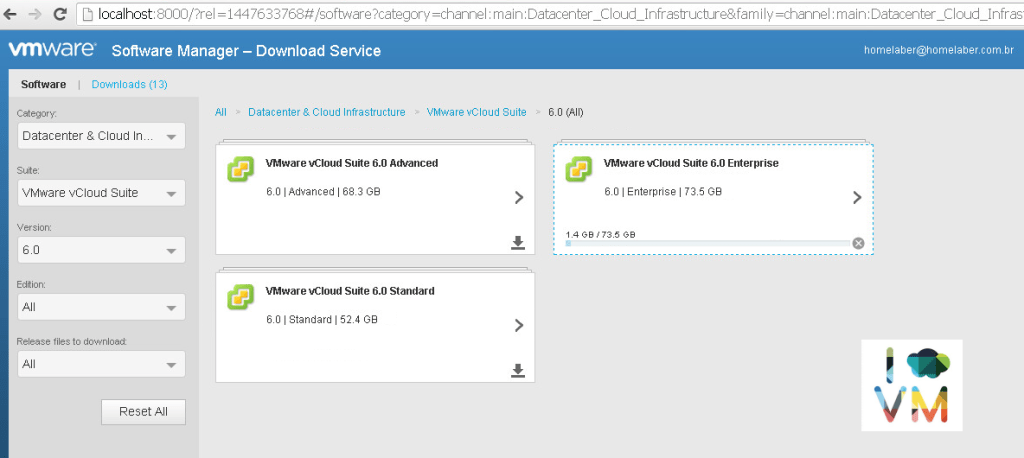 localhost:8000/?rel=1447633768#/software?category=channel:main:Datacenter_Cloud_Infrastructure&family=channel:main:Datacenter_Cloud_Infrast
vmware® Software Manager – Download Service
homelaber@homelaber.com.br
Software | Downloads (13)
Category:
Datacenter & Cloud In...
Suite:
VMware vCloud Suite
Version:
6.0
Edition:
All
Release files to download:
All
Reset All
All > Datacenter & Cloud Infrastructure > VMware vCloud Suite > 6.0 (All)
VMware vCloud Suite 6.0 Advanced
6.0 | Advanced | 68.3 GB
VMware vCloud Suite 6.0 Enterprise
6.0 | Enterprise | 73.5 GB
1.4 GB / 73.5 GB
VMware vCloud Suite 6.0 Standard
6.0 | Standard | 52.4 GB
I
VM